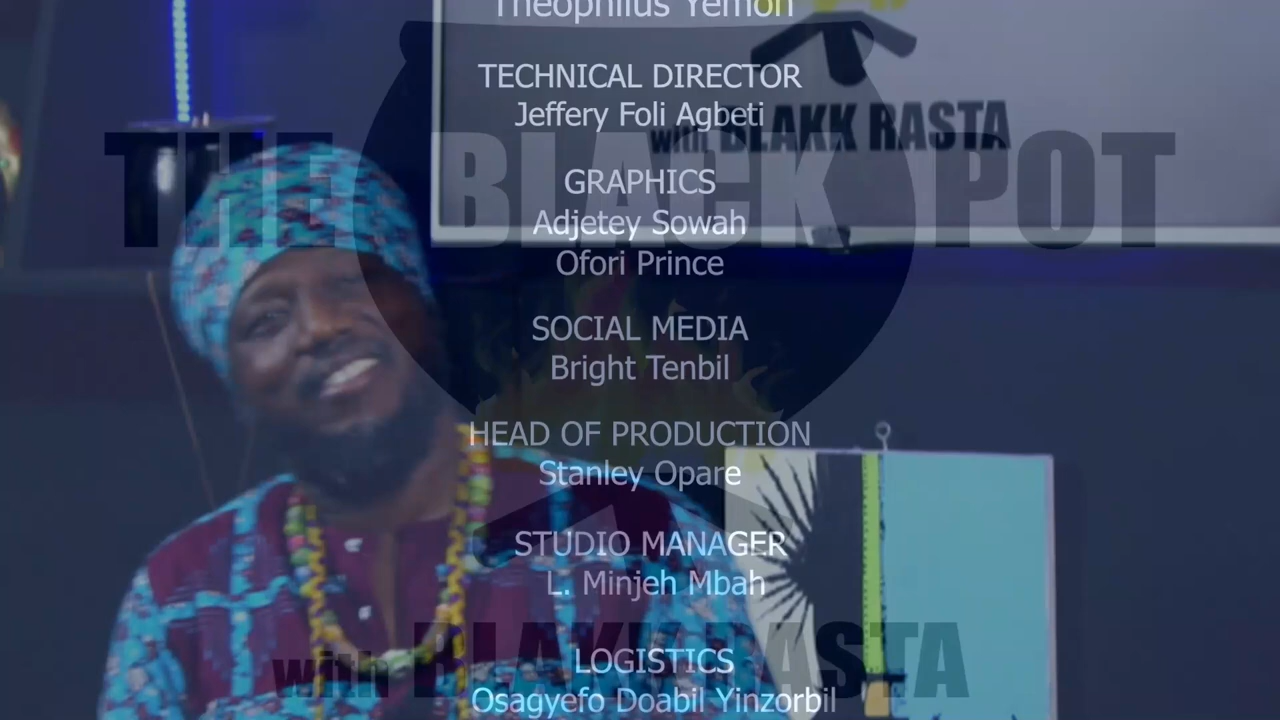 Theophilus Yemoh
TECHNICAL DIRECTOR
Jeffery Foli Agbeti
with BLAKK RASTA
THE BLACK POT
GRAPHICS
Adjetey Sowah
Ofori Prince
SOCIAL MEDIA
Bright Tenbil
HEAD OF PRODUCTION
Stanley Opare
STUDIO MANAGER
L. Minjeh Mbah
with BLAKK RASTA
LOGISTICS
Osagyefo Doabil Yinzorbil